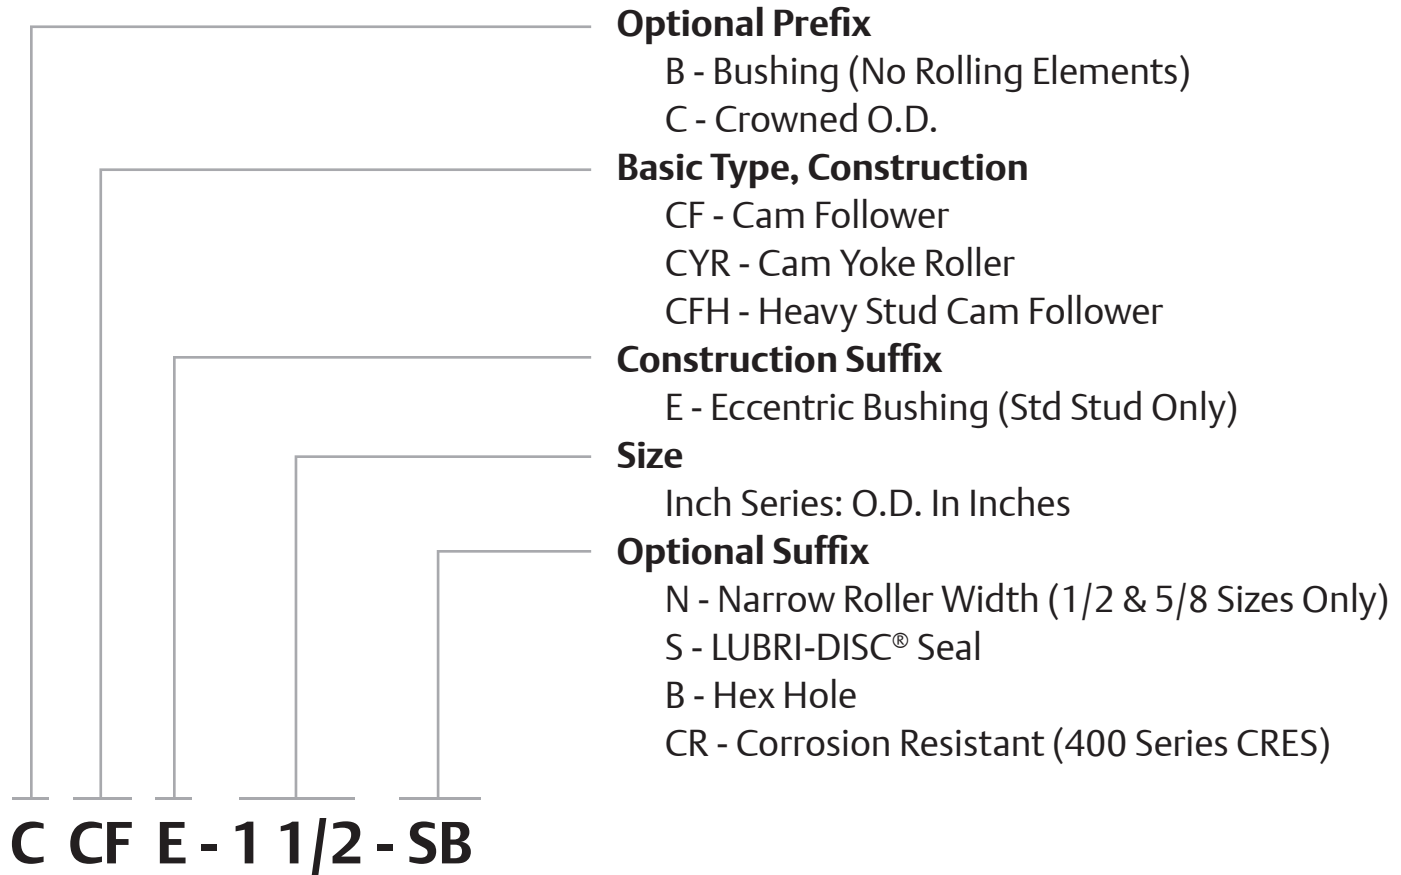 Optional Prefix
B - Bushing (No Rolling Elements)
C - Crowned O.D.
Basic Type, Construction
CF - Cam Follower
CYR - Cam Yoke Roller
CFH - Heavy Stud Cam Follower
Construction Suffix
E - Eccentric Bushing (Std Stud Only)
Size
Inch Series: O.D. In Inches
Optional Suffix
N - Narrow Roller Width (1/2 & 5/8 Sizes Only)
S - LUBRI-DISC® Seal
B - Hex Hole
CR - Corrosion Resistant (400 Series CRES)
C CF E - 1 1/2 - SB